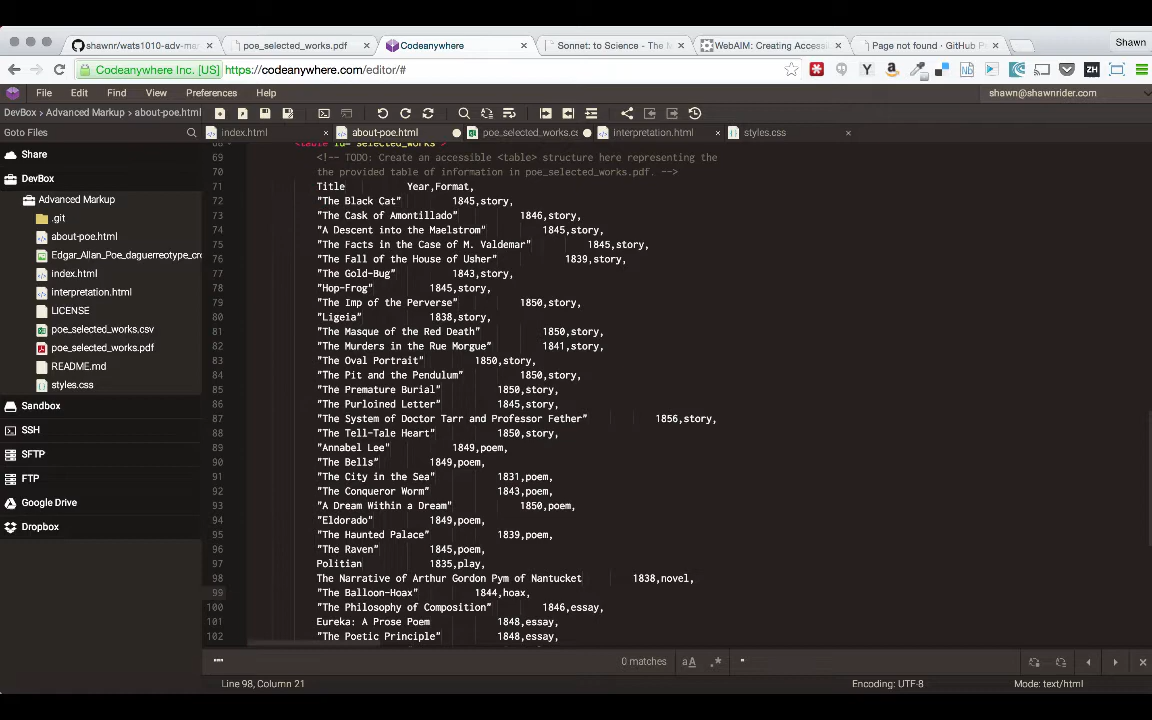 shawnr/wats1010-adv-ma
poe_selected_works.pdf
Codeanywhere
Sonnet: to Science - The M
WebAIM: Creating Access
Page not found · GitHub P
Shawn
Codeanywhere Inc. [US]
https://codeanywhere.com/editor/#
File Edit Find View Preferences Help
shawn@shawnrider.com
DevBox > Advanced Markup > about-poe.html
Goto Files
index.html
about-poe.html
poe_selected_works.cs
interpretation.html
styles.css
Share
DevBox
Advanced Markup
.git
about-poe.html
Edgar_Allan_Poe_daguerreotype_cro
index.html
interpretation.html
LICENSE
poe_selected_works.csv
poe_selected_works.pdf
README.md
styles.css
Sandbox
SSH
SFTP
FTP
Google Drive
Dropbox
68 <table id="selected_works">
69 <!-- TODO: Create an accessible <table> structure here representing the
70 the provided table of information in poe_selected_works.pdf. -->
71 Title Year,Format,
72 "The Black Cat" 1845,story,
73 "The Cask of Amontillado" 1846,story,
74 "A Descent into the Maelstrom" 1845,story,
75 "The Facts in the Case of M. Valdemar" 1845,story,
76 "The Fall of the House of Usher" 1839,story,
77 "The Gold-Bug" 1843,story,
78 "Hop-Frog" 1845,story,
79 "The Imp of the Perverse" 1850,story,
80 "Ligeia" 1838,story,
81 "The Masque of the Red Death" 1850,story,
82 "The Murders in the Rue Morgue" 1841,story,
83 "The Oval Portrait" 1850,story,
84 "The Pit and the Pendulum" 1850,story,
85 "The Premature Burial" 1850,story,
86 "The Purloined Letter" 1845,story,
87 "The System of Doctor Tarr and Professor Fether" 1856,story,
88 "The Tell-Tale Heart" 1850,story,
89 "Annabel Lee" 1849,poem,
90 "The Bells" 1849,poem,
91 "The City in the Sea" 1831,poem,
92 "The Conqueror Worm" 1843,poem,
93 "A Dream Within a Dream" 1850,poem,
94 "Eldorado" 1849,poem,
95 "The Haunted Palace" 1839,poem,
96 "The Raven" 1845,poem,
97 Politian 1835,play,
98 The Narrative of Arthur Gordon Pym of Nantucket 1838,novel,
99 "The Balloon-Hoax" 1844,hoax,
100 "The Philosophy of Composition" 1846,essay,
101 Eureka: A Prose Poem 1848,essay,
102 "The Poetic Principle" 1848,essay,
0 matches
aA
.*
"
Line 98, Column 21
Encoding: UTF-8
Mode: text/html